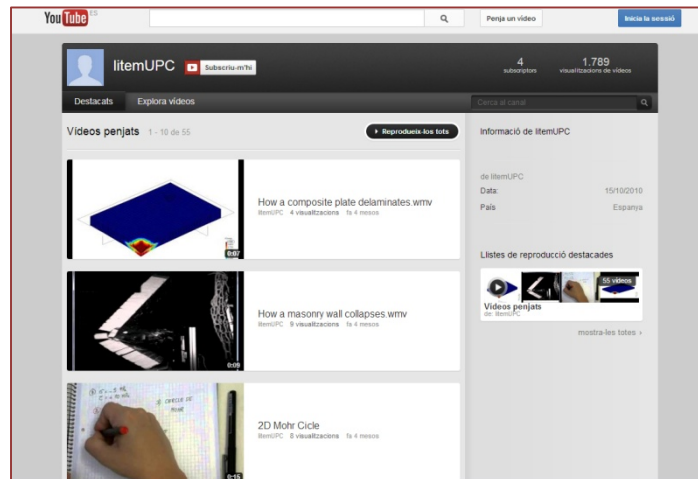 YouTube ES
Penja un vídeo
Inicia la sessió
litemUPC
Subscriu-m'hi
4
subscriptors
1.789
visualitzacions de vídeos
Destacats
Explora vídeos
Cerca al canal
Vídeos penjats 1 - 10 de 55
Reprodueix-los tots
How a composite plate delaminates.wmv
litemUPC 4 visualitzacions fa 4 mesos
0:07
How a masonry wall collapses.wmv
litemUPC 9 visualitzacions fa 4 mesos
0:09
2D Mohr Cicle
litemUPC 8 visualitzacions fa 4 mesos
0:15
Informació de litemUPC
de litemUPC
Data: 15/10/2010
País Espanya
Llistes de reproducció destacades
55 vídeos
Vídeos penjats
de: litemUPC
mostra-les totes ›